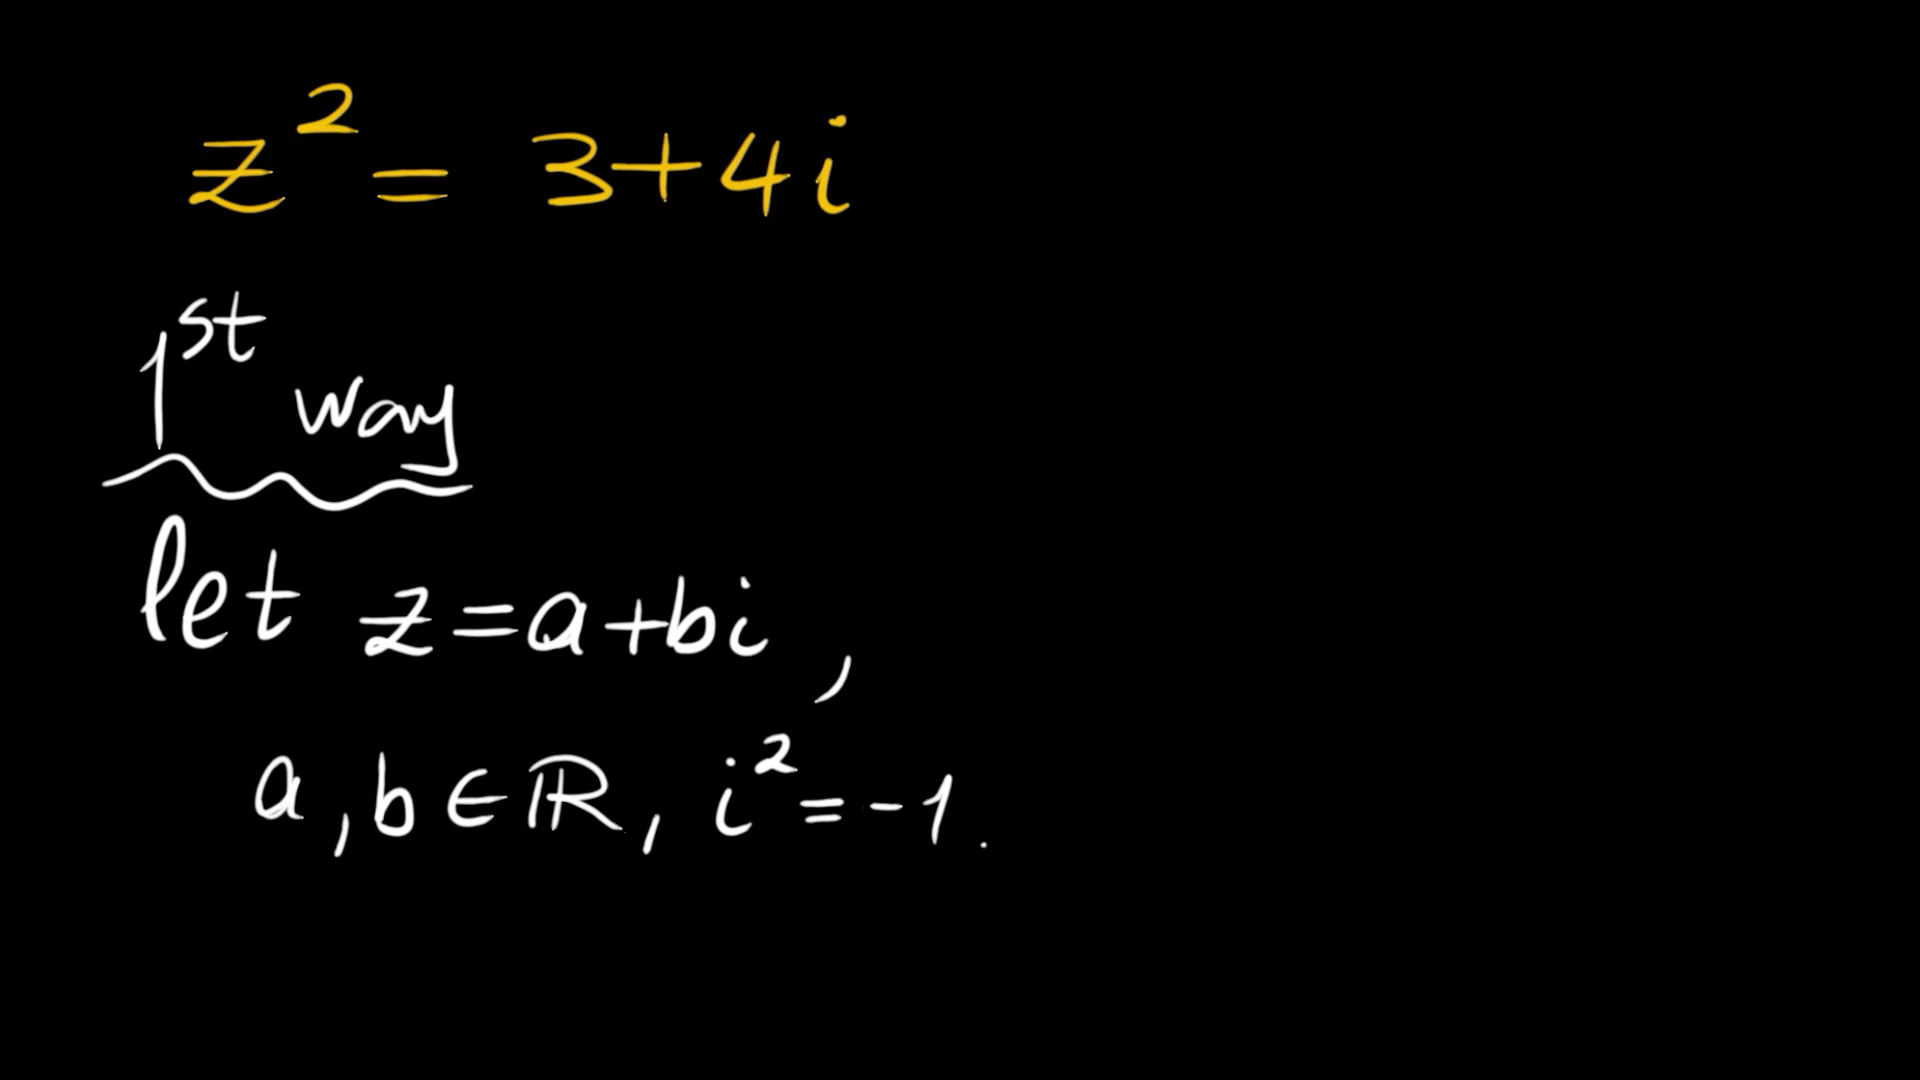 z² = 3+4i
1st way
let z=a+bi,
a, b ∈ ℝ, i² = -1.